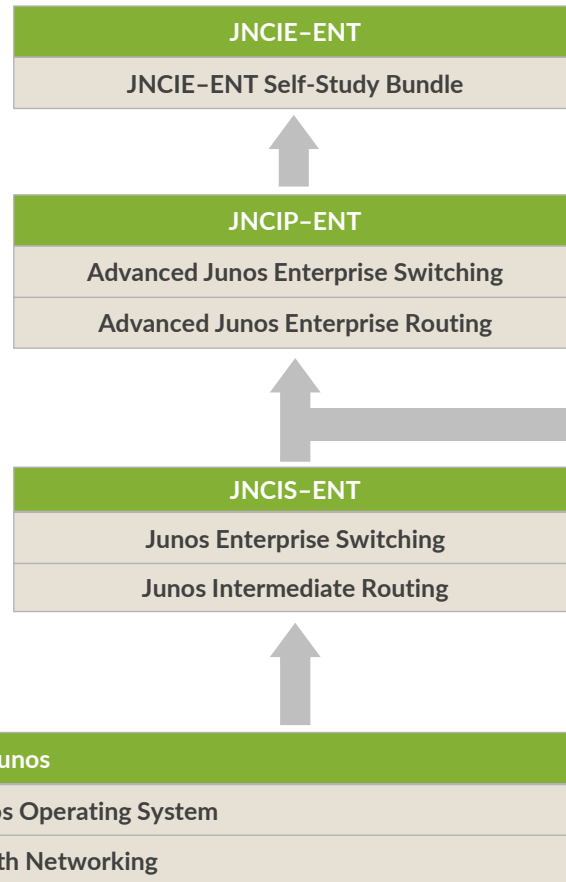 JNCIE–ENT
JNCIE–ENT Self-Study Bundle
JNCIP–ENT
Advanced Junos Enterprise Switching
Advanced Junos Enterprise Routing
JNCIS–ENT
Junos Enterprise Switching
Junos Intermediate Routing
unos
Operating System
Networking